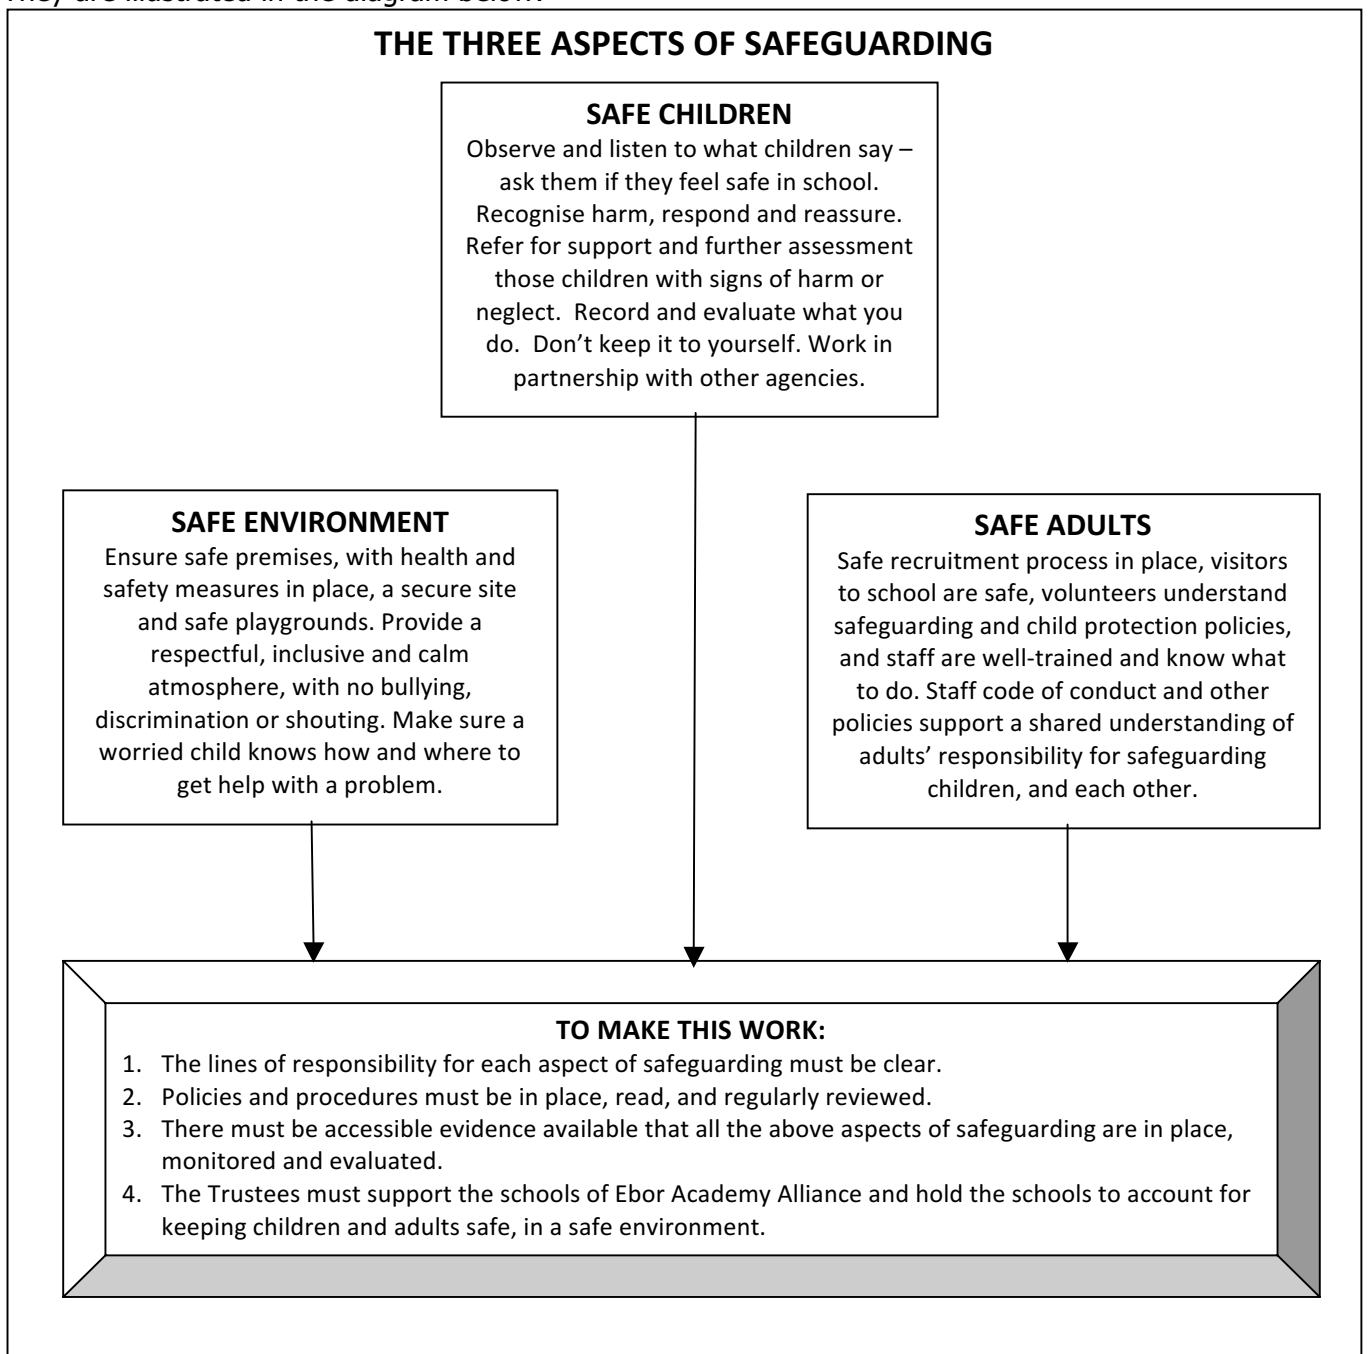 They are illustrated in the diagram below.
THE THREE ASPECTS OF SAFEGUARDING
SAFE CHILDREN
Observe and listen to what children say –
ask them if they feel safe in school.
Recognise harm, respond and reassure.
Refer for support and further assessment
those children with signs of harm or
neglect.  Record and evaluate what you
do.  Don’t keep it to yourself. Work in
partnership with other agencies.
SAFE ENVIRONMENT
Ensure safe premises, with health and
safety measures in place, a secure site
and safe playgrounds. Provide a
respectful, inclusive and calm
atmosphere, with no bullying,
discrimination or shouting. Make sure a
worried child knows how and where to
get help with a problem.
SAFE ADULTS
Safe recruitment process in place, visitors
to school are safe, volunteers understand
safeguarding and child protection policies,
and staff are well-trained and know what
to do. Staff code of conduct and other
policies support a shared understanding of
adults’ responsibility for safeguarding
children, and each other.
TO MAKE THIS WORK:
1. The lines of responsibility for each aspect of safeguarding must be clear.
2. Policies and procedures must be in place, read, and regularly reviewed.
3. There must be accessible evidence available that all the above aspects of safeguarding are in place,
monitored and evaluated.
4. The Trustees must support the schools of Ebor Academy Alliance and hold the schools to account for
keeping children and adults safe, in a safe environment.